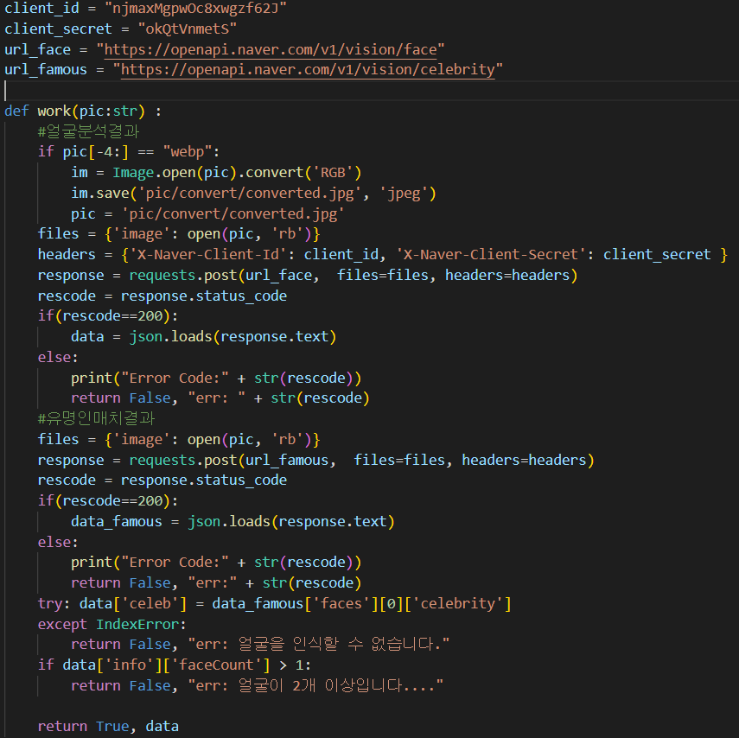 client_id = "njmaxMgpwOc8xwgzf62J"
client_secret = "okQtVnmetS"
url_face = "https://openapi.naver.com/v1/vision/face"
url_famous = "https://openapi.naver.com/v1/vision/celebrity"
def work(pic:str) :
    #얼굴분석결과
    if pic[-4:] == "webp":
        im = Image.open(pic).convert('RGB')
        im.save('pic/convert/converted.jpg', 'jpeg')
        pic = 'pic/convert/converted.jpg'
    files = {'image': open(pic, 'rb')}
    headers = {'X-Naver-Client-Id': client_id, 'X-Naver-Client-Secret': client_secret }
    response = requests.post(url_face,  files=files, headers=headers)
    rescode = response.status_code
    if(rescode==200):
        data = json.loads(response.text)
    else:
        print("Error Code:" + str(rescode))
        return False, "err: " + str(rescode)
    #유명인매치결과
    files = {'image': open(pic, 'rb')}
    response = requests.post(url_famous,  files=files, headers=headers)
    rescode = response.status_code
    if(rescode==200):
        data_famous = json.loads(response.text)
    else:
        print("Error Code:" + str(rescode))
        return False, "err:" + str(rescode)
    try: data['celeb'] = data_famous['faces'][0]['celebrity']
    except IndexError:
        return False, "err: 얼굴을 인식할 수 없습니다."
    if data['info']['faceCount'] > 1:
        return False, "err: 얼굴이 2개 이상입니다...."
    return True, data